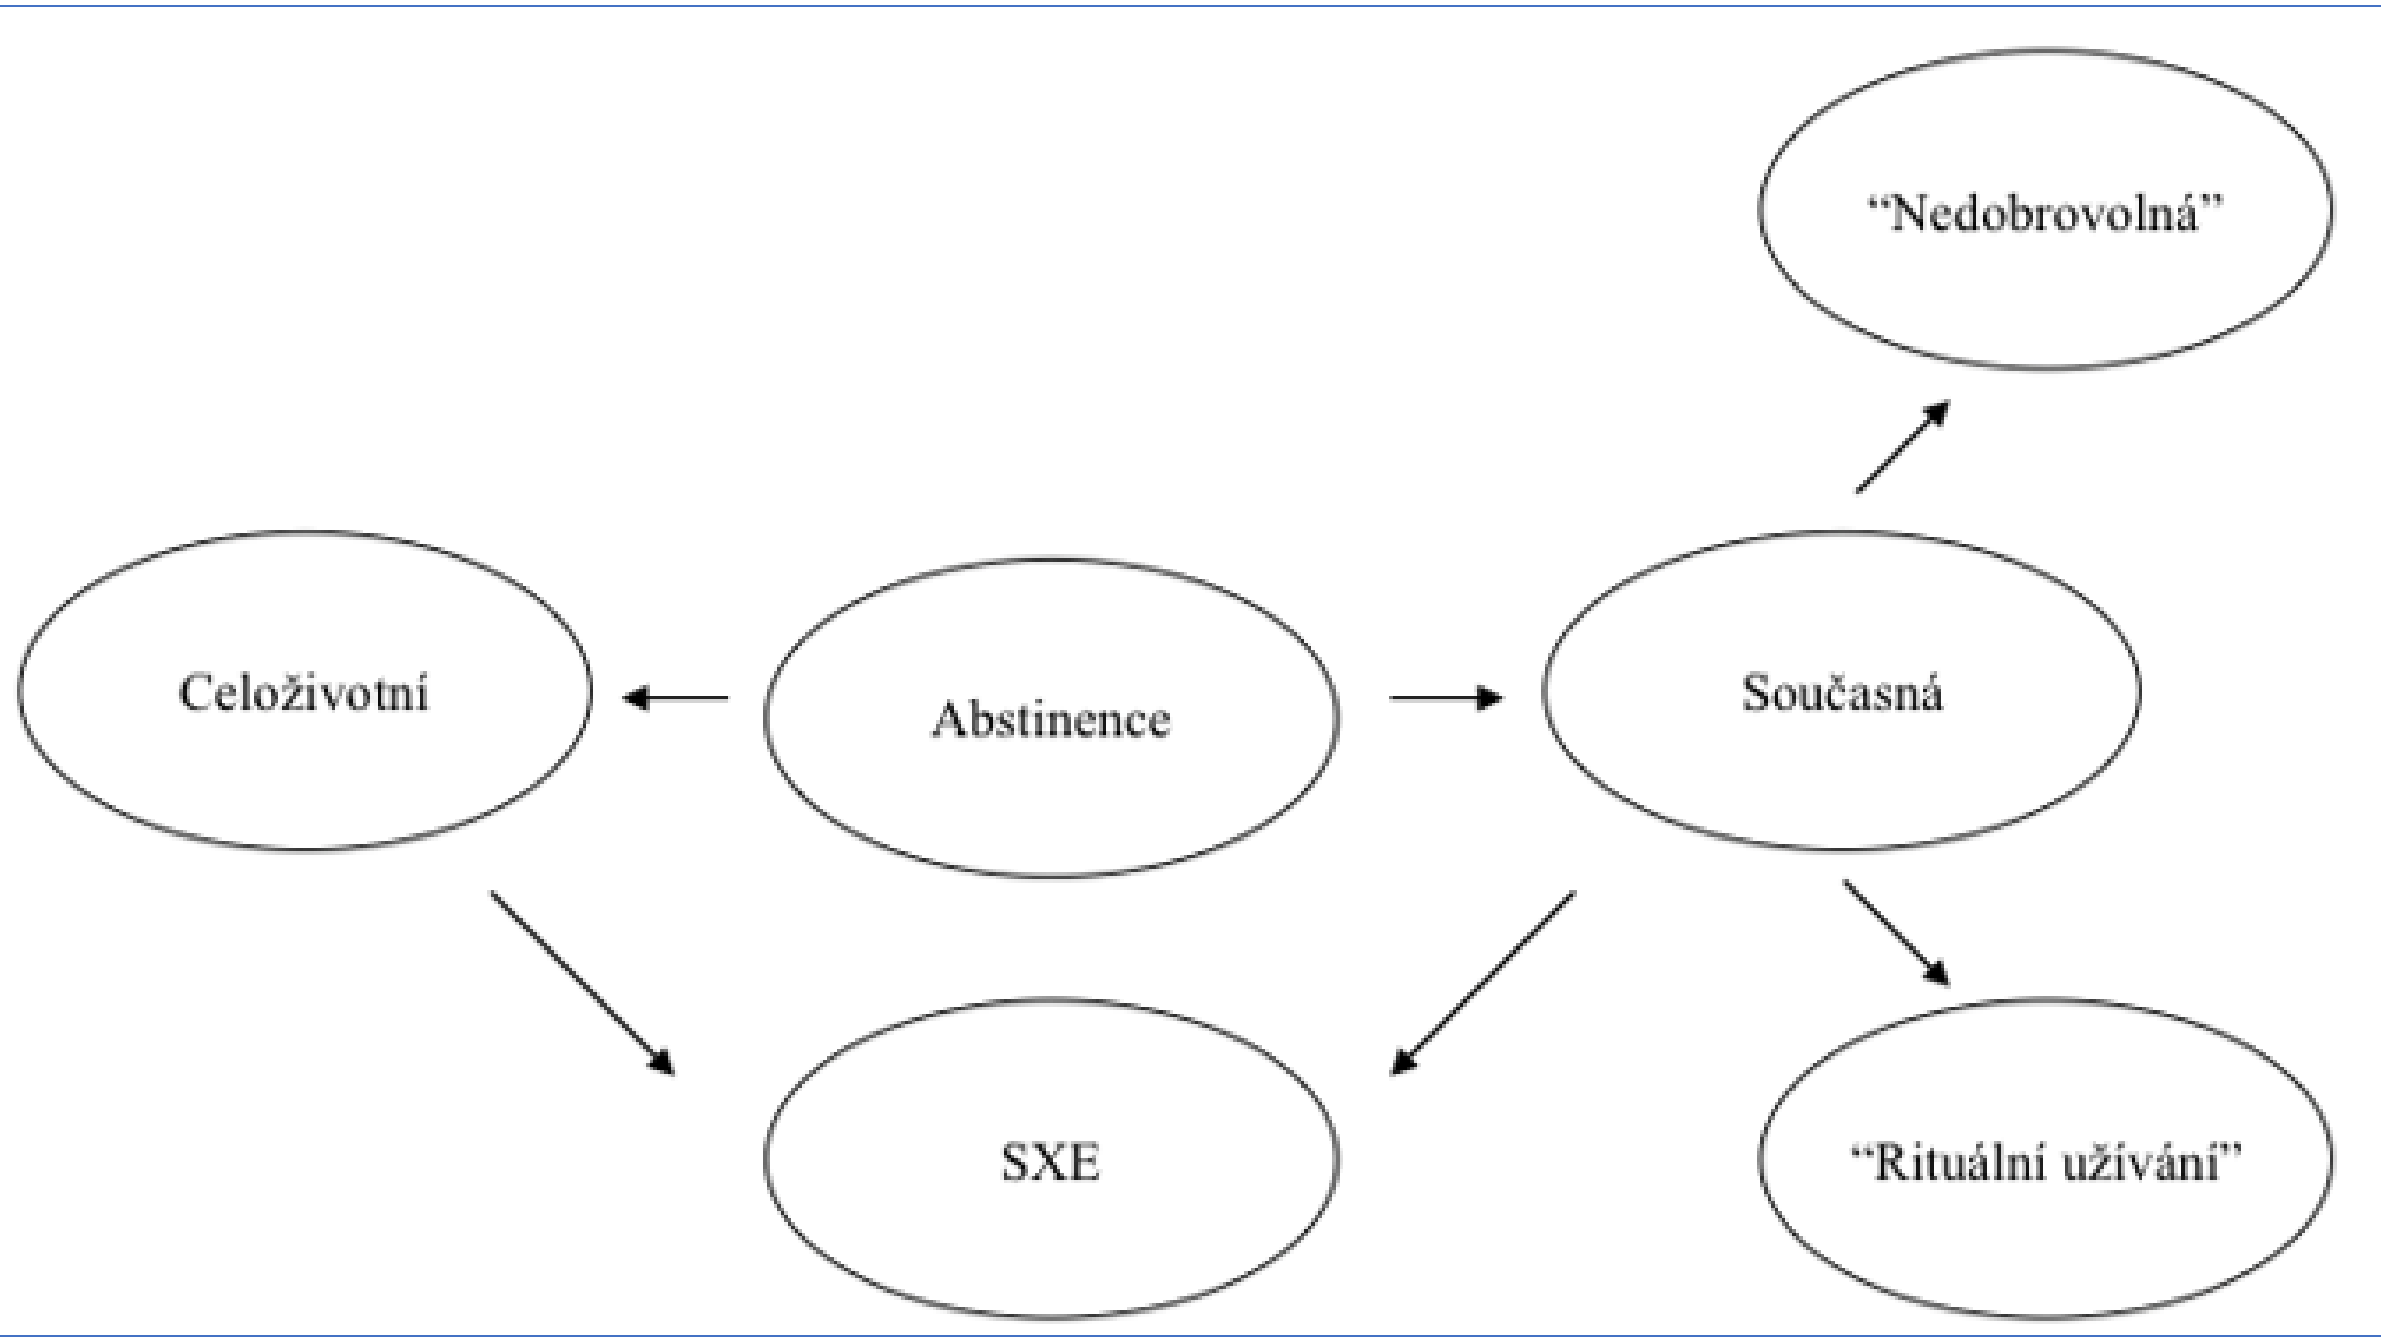 “Nedobrovolná”
Celoživotní
Abstinence
Současná
SXE
“Rituální užívání”